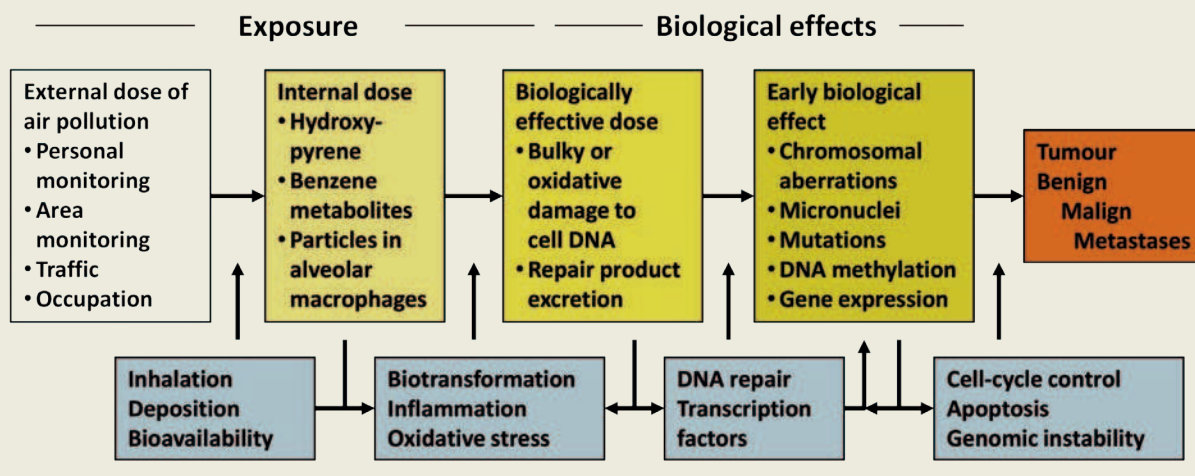 Exposure
Biological effects
External dose of
air pollution
• Personal
monitoring
• Area
monitoring
• Traffic
• Occupation
Internal dose
• Hydroxy-
pyrene
• Benzene
metabolites
• Particles in
alveolar
macrophages
Biologically
effective dose
• Bulky or
oxidative
damage to
cell DNA
• Repair product
excretion
Early biological
effect
• Chromosomal
aberrations
• Micronuclei
• Mutations
• DNA methylation
• Gene expression
Tumour
Benign
Malign
Metastases
Inhalation
Deposition
Bioavailability
Biotransformation
Inflammation
Oxidative stress
DNA repair
Transcription
factors
Cell-cycle control
Apoptosis
Genomic instability